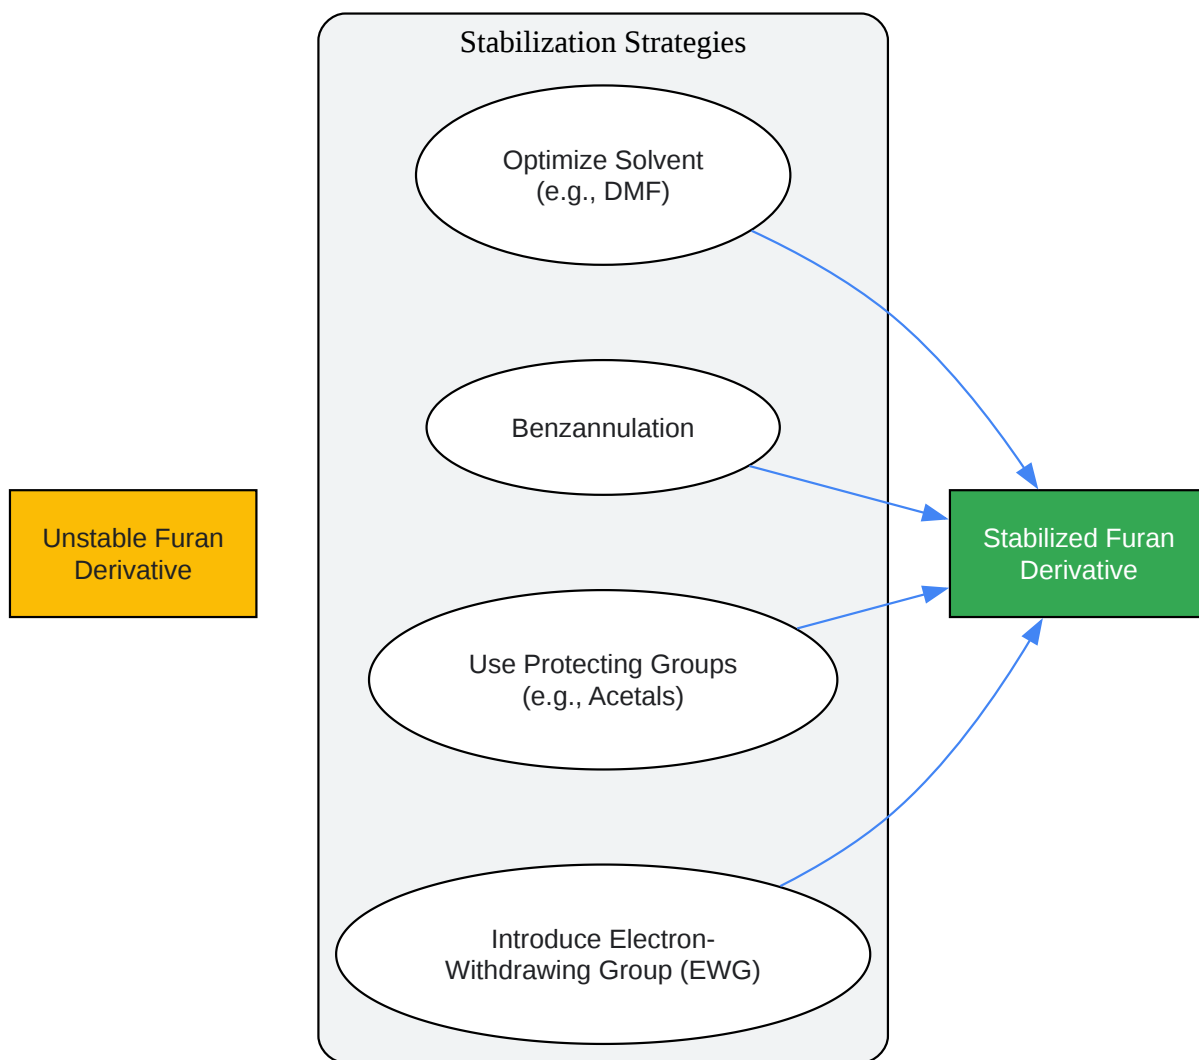 Stabilization Strategies
Optimize Solvent
(e.g., DMF)
Benzannulation
Unstable Furan
Derivative
Stabilized Furan
Derivative
Use Protecting Groups
(e.g., Acetals)
Introduce Electron-
Withdrawing Group (EWG)